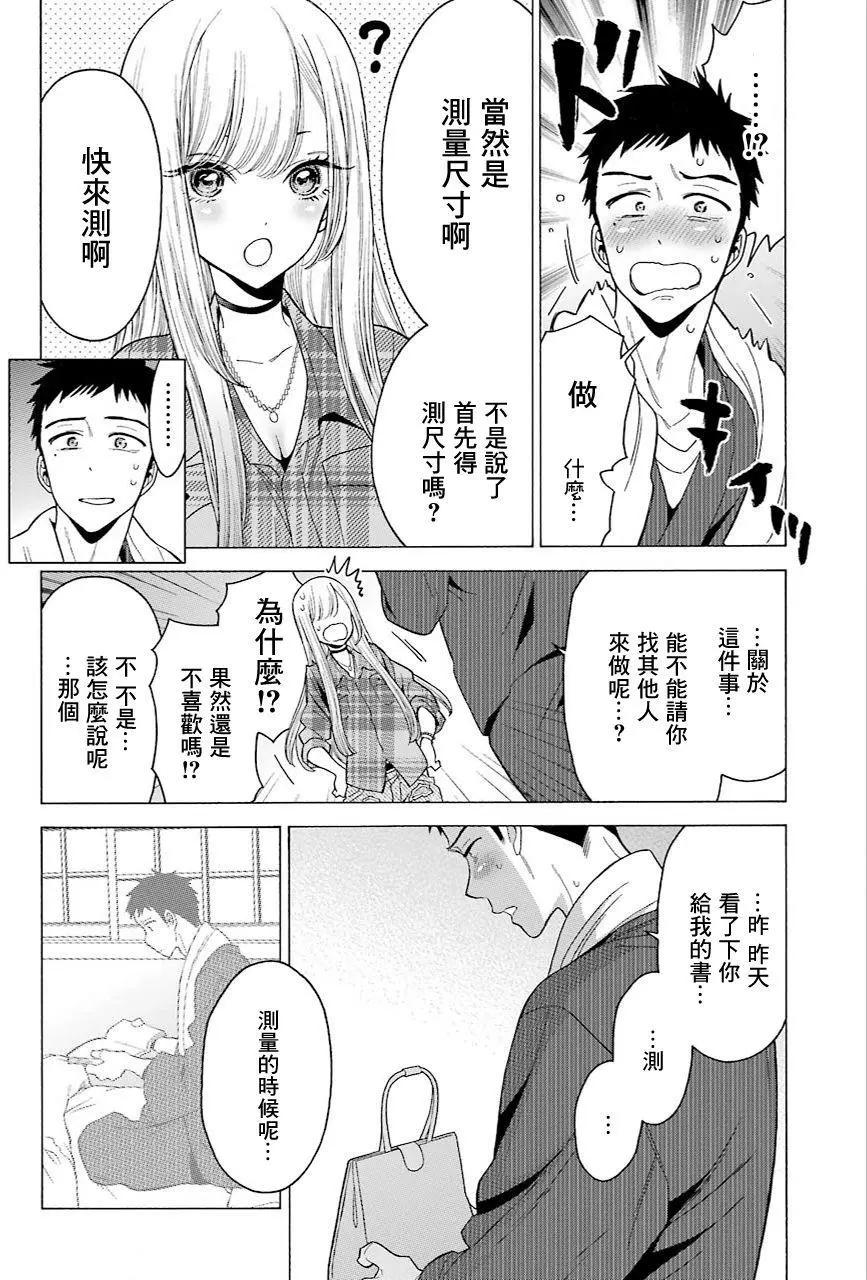 ………!?
ドド
做
什麼…
キャ
キャ
?
當然是
測量尺寸啊
不是說了
首先得
測尺寸嗎?
快來測啊
……
…關於
這件事…
能不能請你
找其他人
來做呢…?
為什麼!?
果然還是
不喜歡嗎!?
不 不是…
該怎麼說呢
…那個
…昨 昨天
看了下你
給我的書…
…測
…
測量的時候呢…